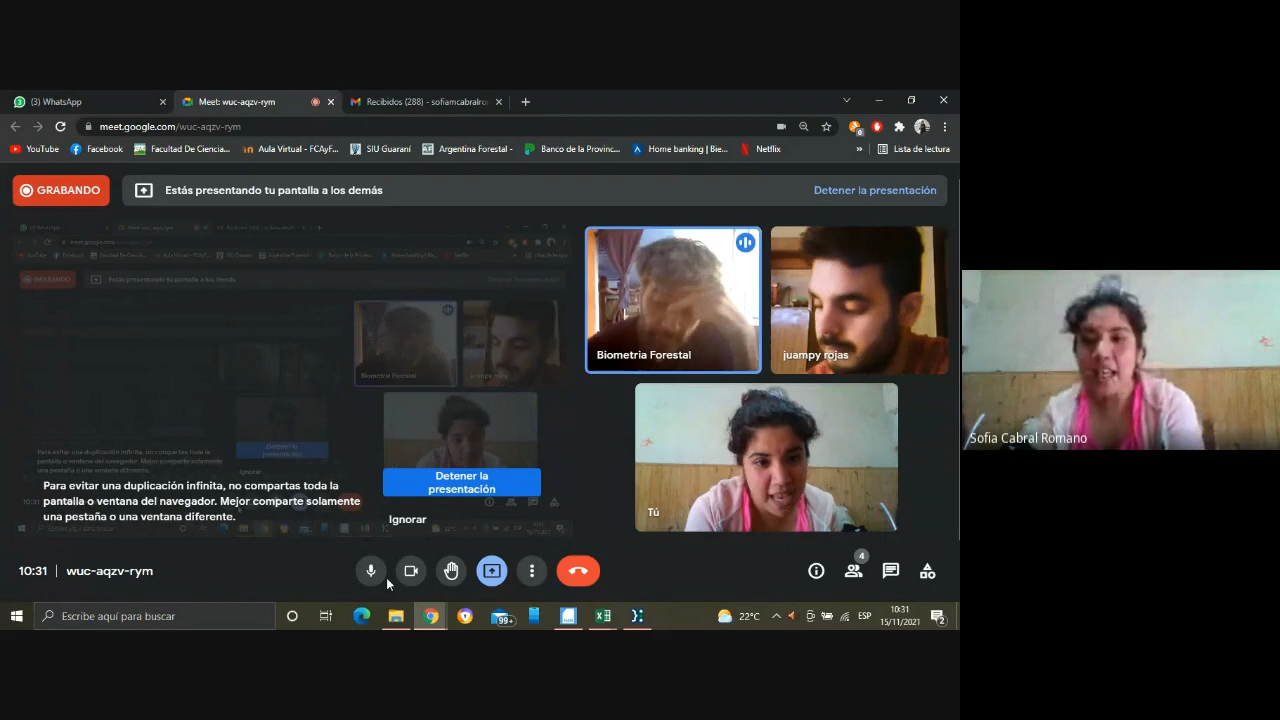 (3) WhatsApp
Meet: wuc-aqzv-rym
Recibidos (288) - sofiamcabralro
meet.google.com/wuc-aqzv-rym
YouTube
Facebook
Facultad De Ciencia...
Aula Virtual - FCAyF...
SIU Guaraní
Argentina Forestal -
Banco de la Provinc...
Home banking | Bie...
Netflix
»
Lista de lectura
GRABANDO
Estás presentando tu pantalla a los demás
Detener la presentación
Biometria Forestal
juampy rojas
Detener la
presentación
Para evitar una duplicación infinita, no compartas toda la
pantalla o ventana del navegador. Mejor comparte solamente
una pestaña o una ventana diferente.
Ignorar
Tú
Sofia Cabral Romano
10:31
wuc-aqzv-rym
4
Escribe aquí para buscar
99+
22°C
ESP
10:31
15/11/2021
2